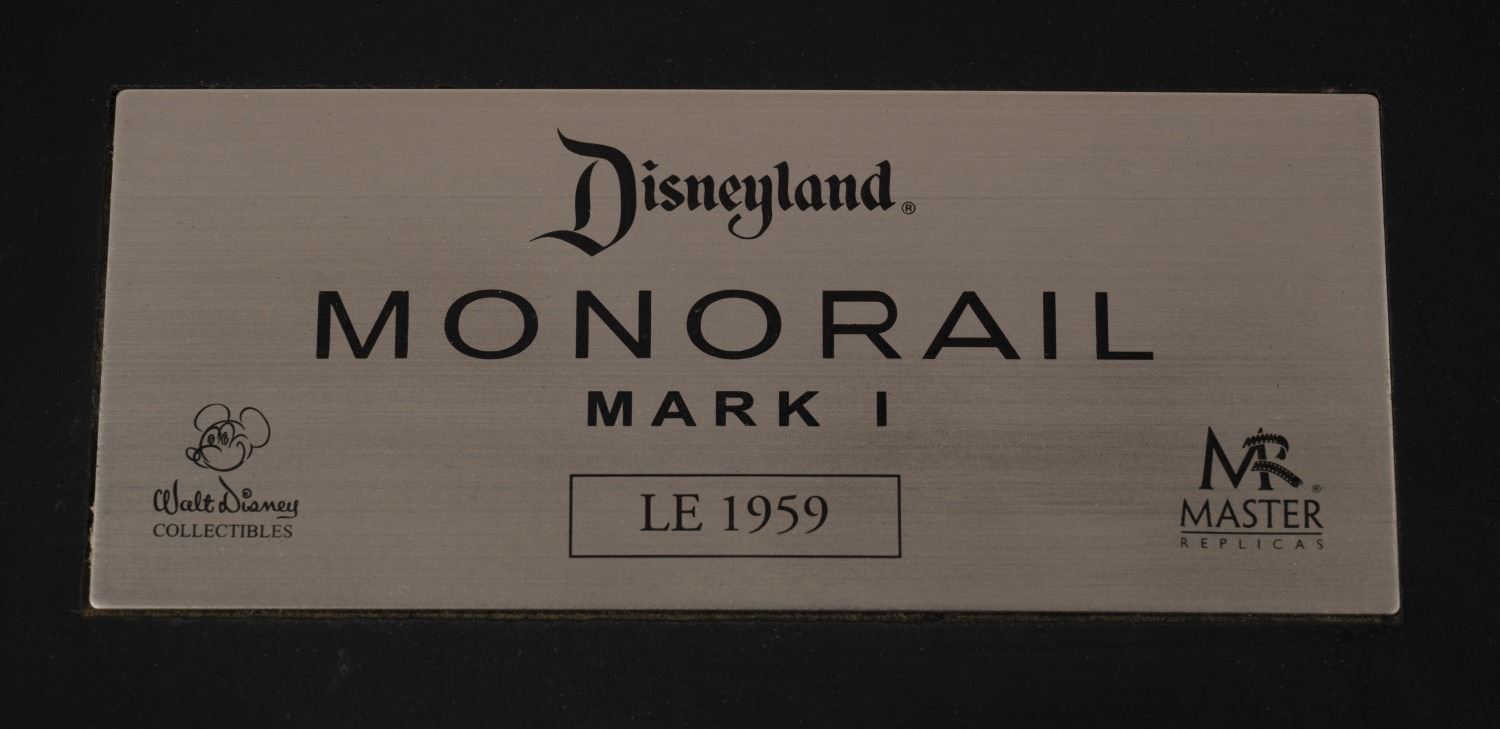 Disneyland®
MONORAIL
MARK I
LE 1959
Walt Disney
COLLECTIBLES
MR®
MASTER
REPLICAS